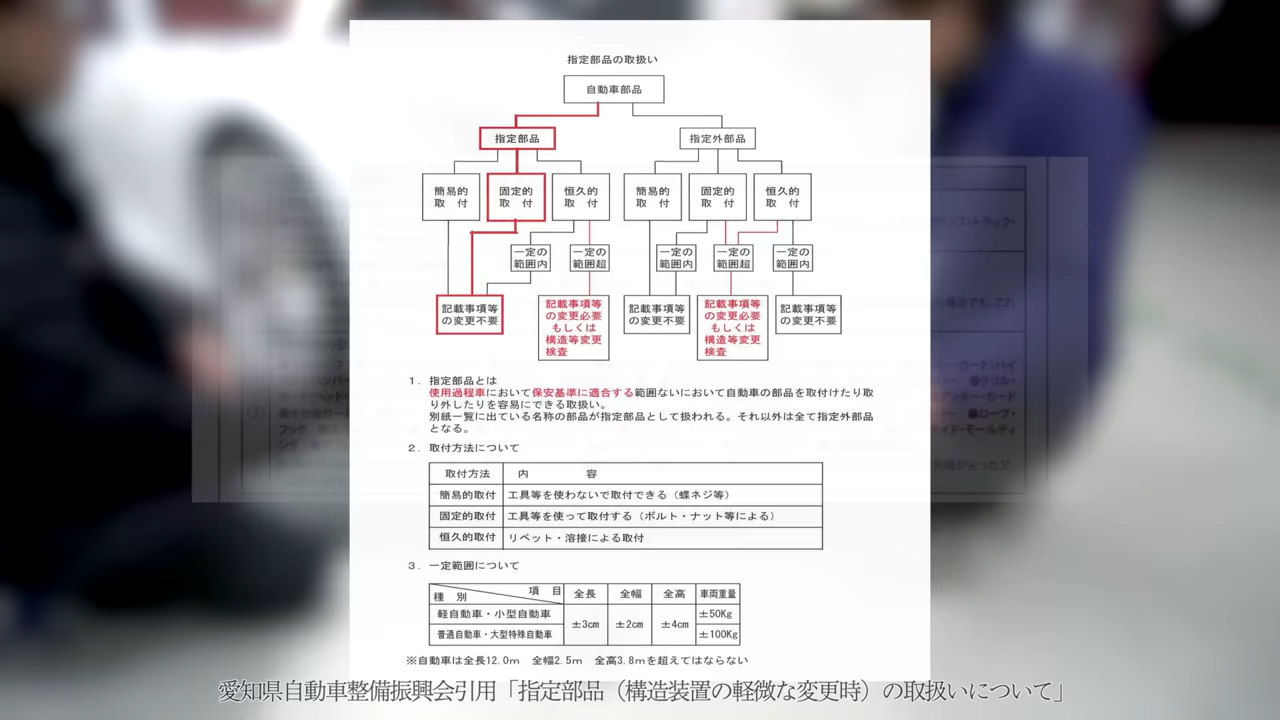 指定部品の取扱い
自動車部品
指定部品
指定外部品
簡易的
取　付
固定的
取　付
恒久的
取　付
簡易的
取　付
固定的
取　付
恒久的
取　付
一定の
範囲内
一定の
範囲超
一定の
範囲内
一定の
範囲超
一定の
範囲内
記載事項等
の変更不要
記載事項等
の変更必要
もしくは
構造等変更
検査
記載事項等
の変更不要
記載事項等
の変更必要
もしくは
構造等変更
検査
記載事項等
の変更不要
1．指定部品とは
使用過程車において保安基準に適合する範囲ないにおいて自動車の部品を取付けたり取
り外したりを容易にできる取扱い。
別紙一覧に出ている名称の部品が指定部品として扱われる。それ以外は全て指定外部品
となる。
2．取付方法について
取付方法　内　容
簡易的取付　工具等を使わないで取付できる（蝶ネジ等）
固定的取付　工具等を使って取付する（ボルト・ナット等による）
恒久的取付　リベット・溶接による取付
3．一定範囲について
種　別　項　目　全長　全幅　全高　車両重量
軽自動車・小型自動車　±3cm　±2cm　±4cm　±50Kg
普通自動車・大型特殊自動車　±100Kg
※自動車は全長12.0m　全幅2.5m　全高3.8mを超えてはならない
愛知県自動車整備振興会引用「指定部品（構造装置の軽微な変更時）の取扱いについて」